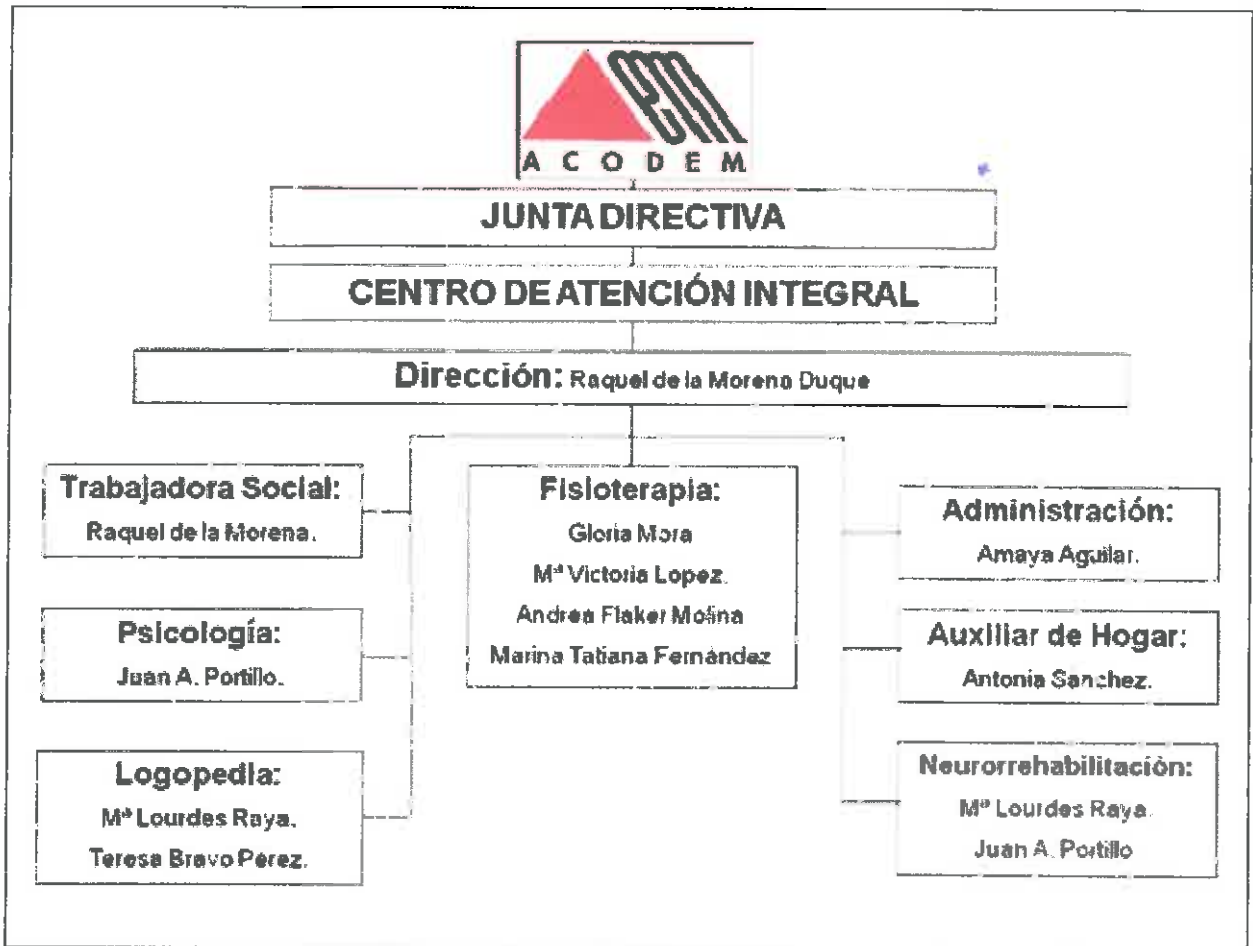 ACODEM
JUNTA DIRECTIVA
CENTRO DE ATENCIÓN INTEGRAL
Dirección: Raquel de la Morena Duque
Trabajadora Social:
Raquel de la Morena.
Psicología:
Juan A. Portillo.
Logopedia:
Mª Lourdes Raya.
Teresa Bravo Perez.
Fisioterapia:
Gloria Mora
Mª Victoria Lopez.
Andrea Flaker Molina
Marina Tatiana Fernández
Administración:
Amaya Aguilar.
Auxiliar de Hogar:
Antonia Sanchez.
Neurorrehabilitación:
Mª Lourdes Raya.
Juan A. Portillo